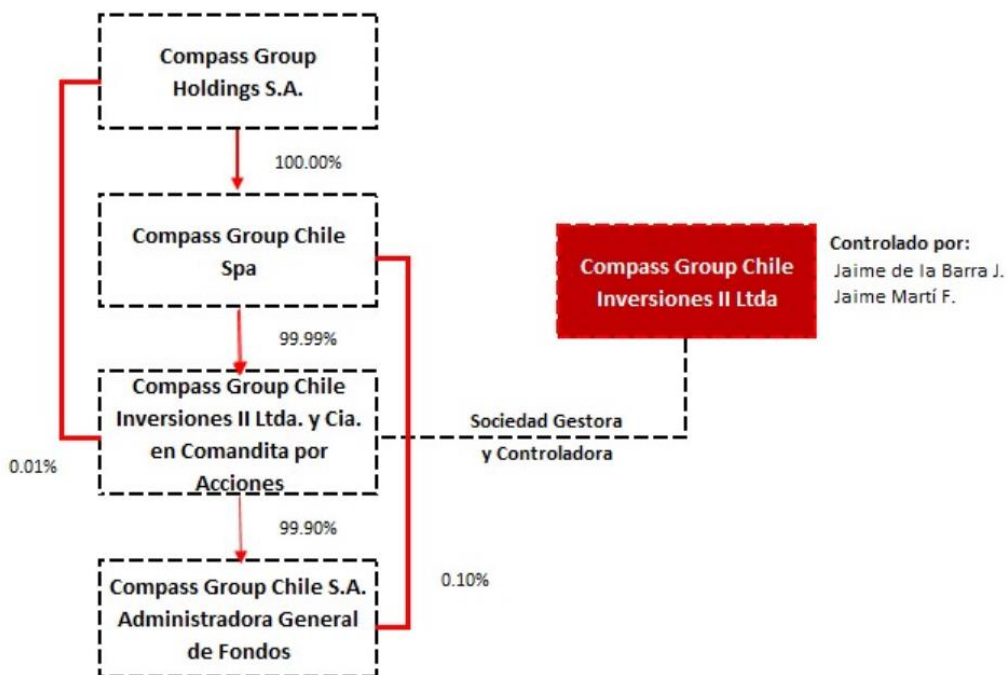 Compass Group
Holdings S.A.
100.00%
Compass Group Chile
Spa
99.99%
Compass Group Chile
Inversiones II Ltda. y Cia.
en Comandita por
Acciones
0.01%
99.90%
Compass Group Chile S.A.
Administradora General
de Fondos
0.10%
Sociedad Gestora
y Controladora
Compass Group Chile
Inversiones II Ltda
Controlado por:
Jaime de la Barra J.
Jaime Martí F.